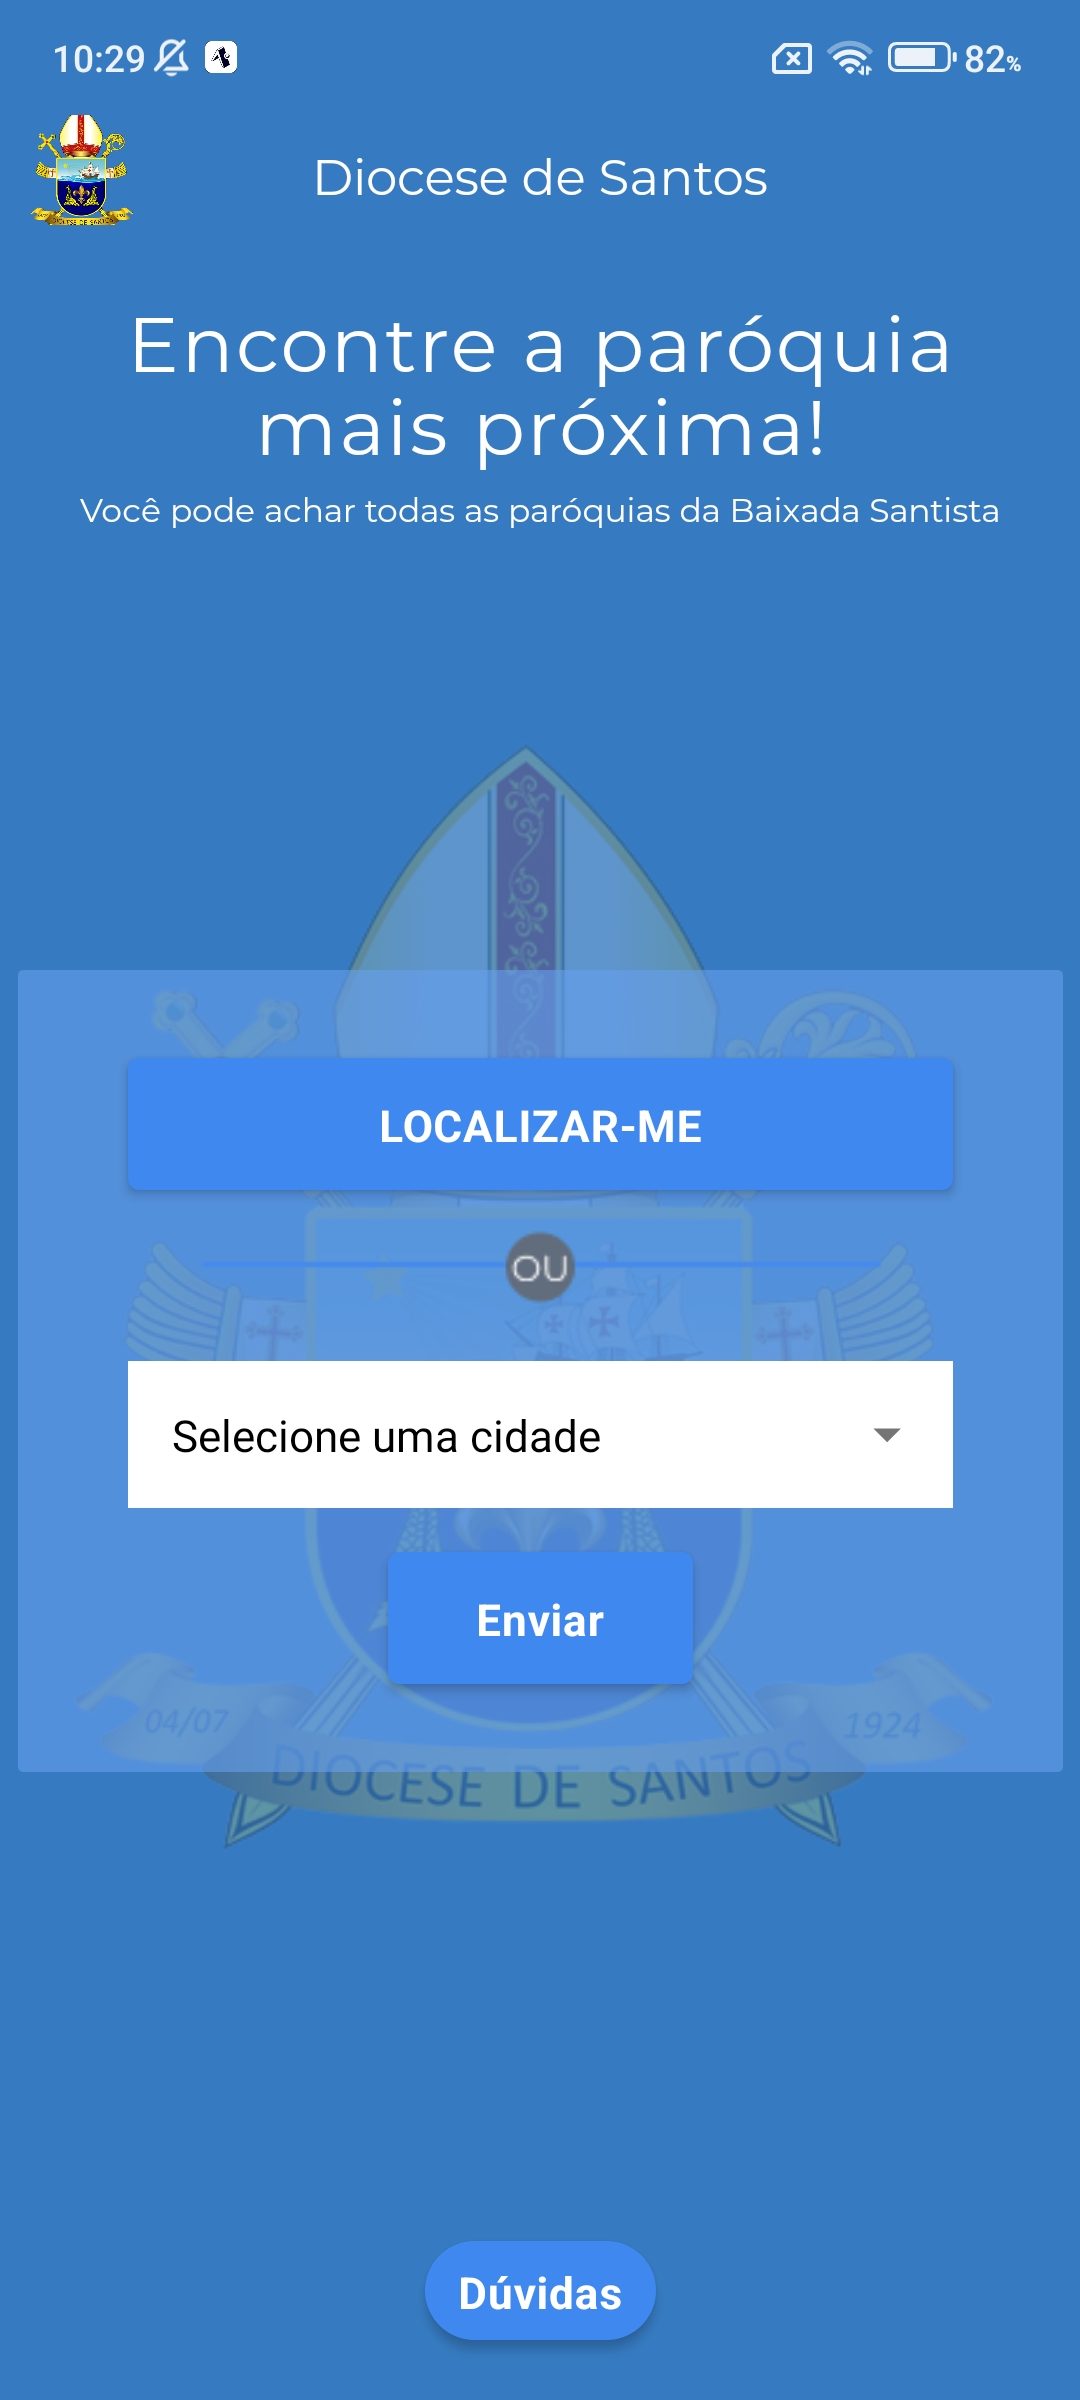 10:29
82%
Diocese de Santos
Encontre a paróquia
mais próxima!
Você pode achar todas as paróquias da Baixada Santista
LOCALIZAR-ME
OU
Selecione uma cidade
Enviar
04/07
1924
DIOCESE DE SANTOS
Dúvidas